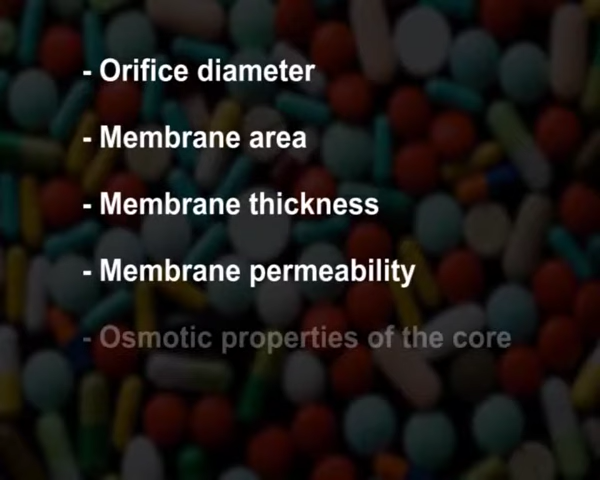 - Orifice diameter
- Membrane area
- Membrane thickness
- Membrane permeability
- Osmotic properties of the core